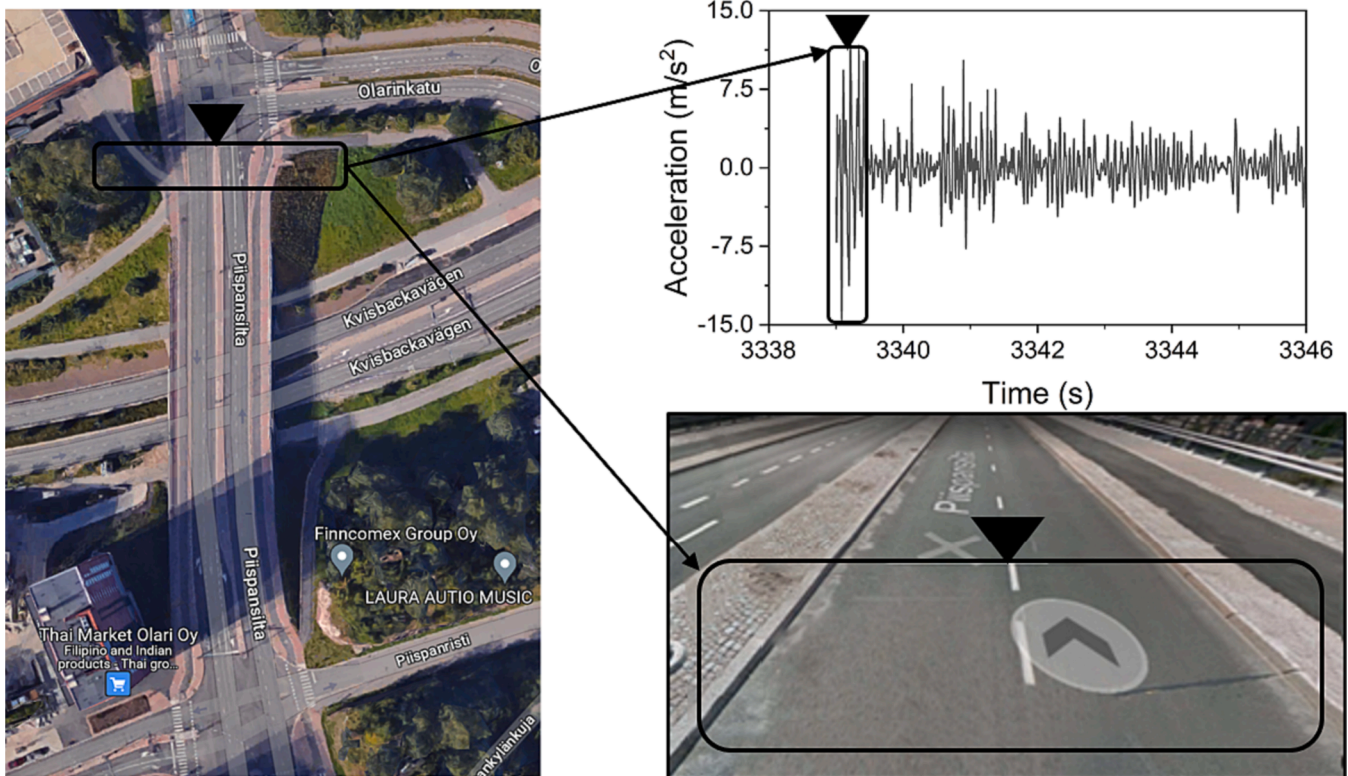 Olarinkatu
O
Piispansilta
Kvisbackavägen
Kvisbackavägen
Finncomex Group Oy
LAURA AUTIO MUSIC
Piispansilta
Thai Market Olari Oy
Filipino and Indian
products - Thai gro...
Piispanristi
ankylänkuja
15.0
7.5
0.0
-7.5
-15.0
Acceleration (m/s²)
3338
3340
3342
3344
3346
Time (s)
Piispansilta